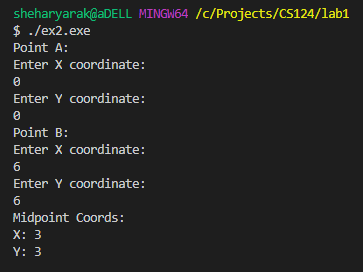 sheharyarak@aDELL MINGW64 /c/Projects/CS124/lab1
$ ./ex2.exe
Point A:
Enter X coordinate:
0
Enter Y coordinate:
0
Point B:
Enter X coordinate:
6
Enter Y coordinate:
6
Midpoint Coords:
X: 3
Y: 3